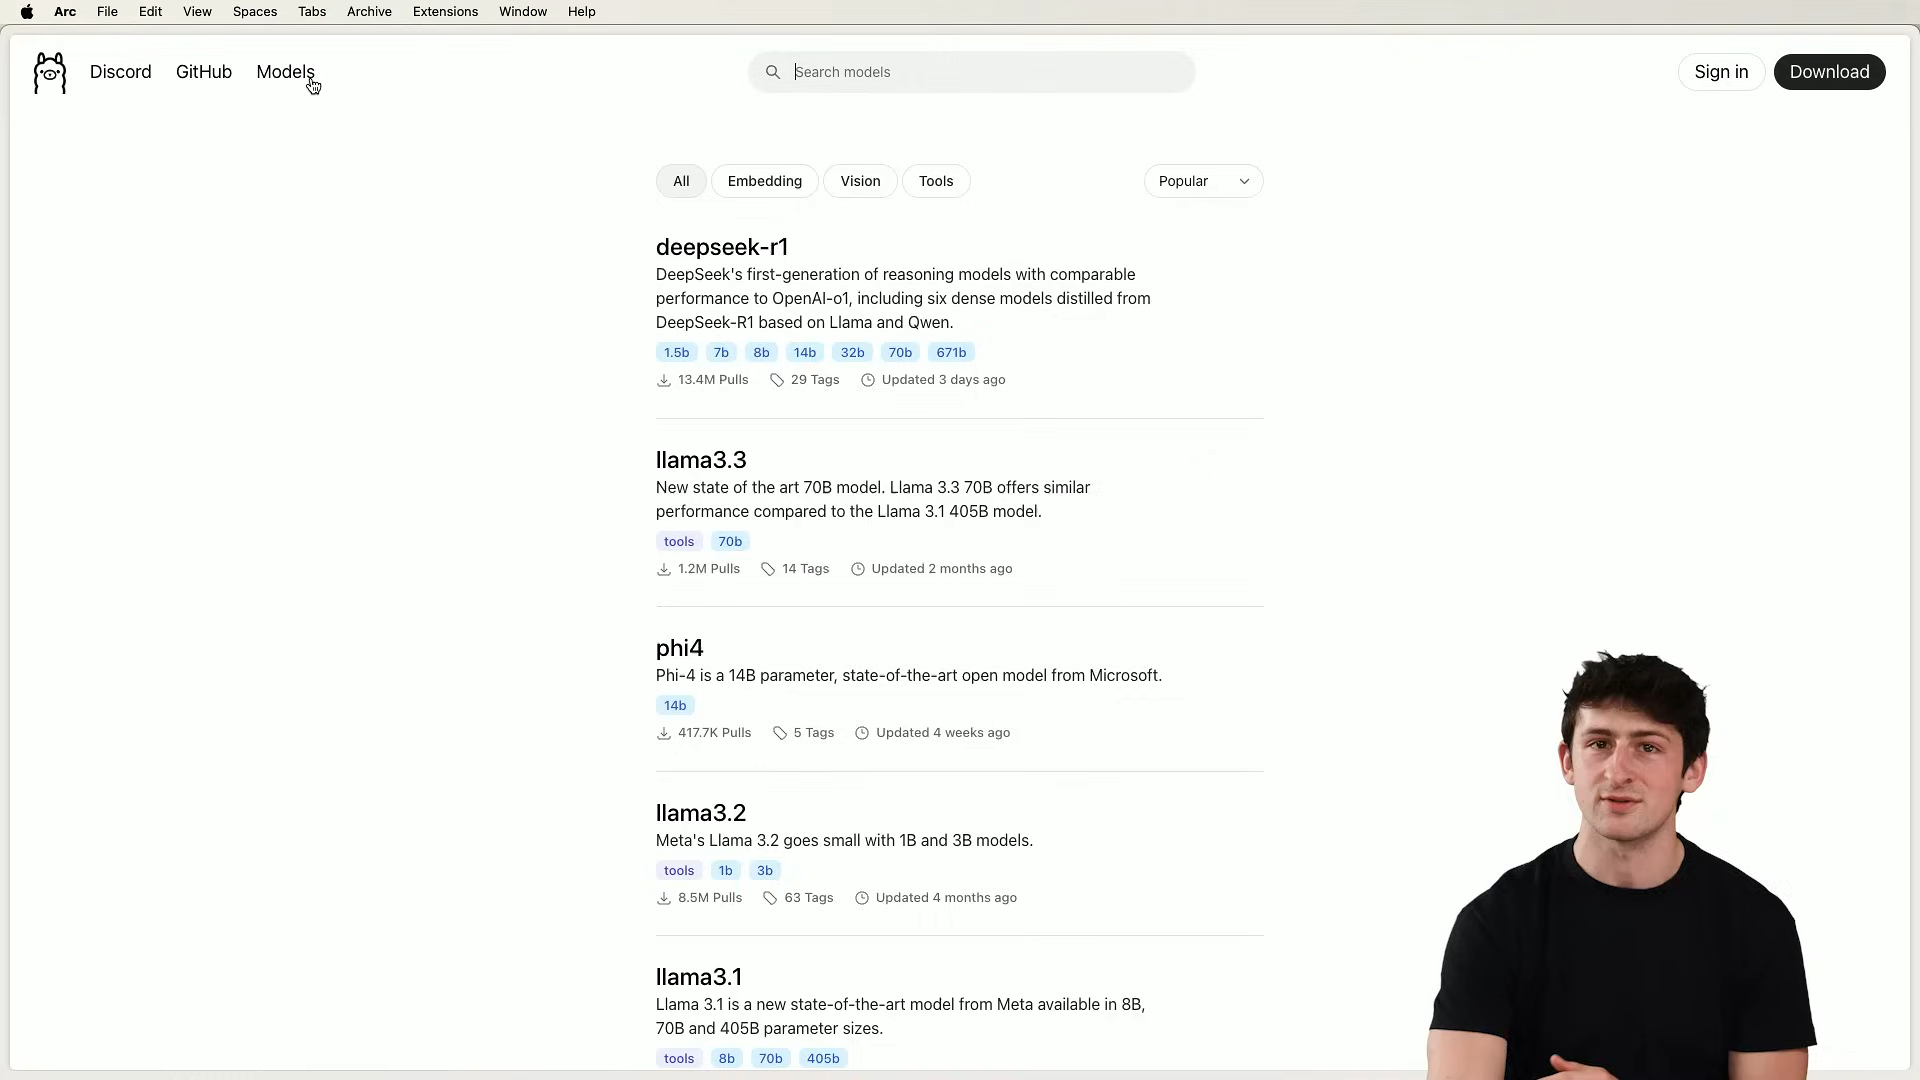 Arc File Edit View Spaces Tabs Archive Extensions Window Help
Discord GitHub Models Search models Sign in Download
All Embedding Vision Tools Popular
deepseek-r1
DeepSeek's first-generation of reasoning models with comparable
performance to OpenAI-o1, including six dense models distilled from
DeepSeek-R1 based on Llama and Qwen.
1.5b 7b 8b 14b 32b 70b 671b
13.4M Pulls 29 Tags Updated 3 days ago
llama3.3
New state of the art 70B model. Llama 3.3 70B offers similar
performance compared to the Llama 3.1 405B model.
tools 70b
1.2M Pulls 14 Tags Updated 2 months ago
phi4
Phi-4 is a 14B parameter, state-of-the-art open model from Microsoft.
14b
417.7K Pulls 5 Tags Updated 4 weeks ago
llama3.2
Meta's Llama 3.2 goes small with 1B and 3B models.
tools 1b 3b
8.5M Pulls 63 Tags Updated 4 months ago
llama3.1
Llama 3.1 is a new state-of-the-art model from Meta available in 8B,
70B and 405B parameter sizes.
tools 8b 70b 405b